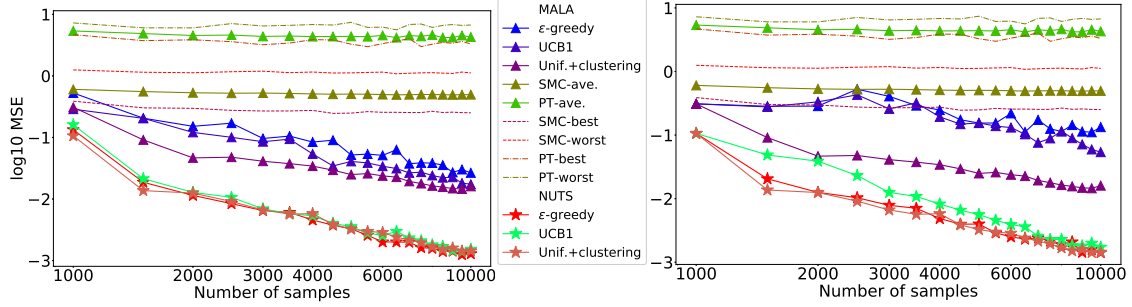 log10 MSE
1
0
−1
−2
−3
1000
2000
3000
4000
6000
10000
Number of samples
MALA
ε-greedy
UCB1
Unif.+clustering
SMC-ave.
PT-ave.
SMC-best
SMC-worst
PT-best
PT-worst
NUTS
ε-greedy
UCB1
Unif.+clustering
1
0
−1
−2
−3
1000
2000
3000
4000
6000
10000
Number of samples